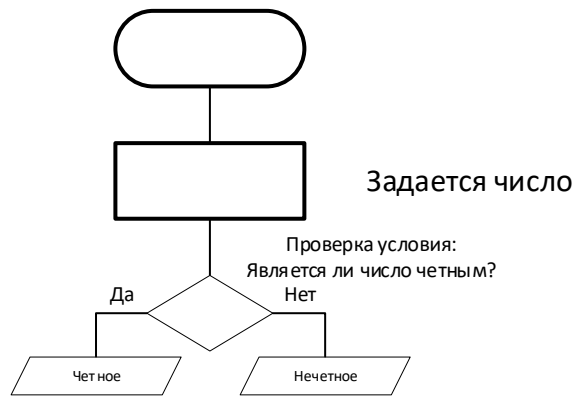 Задается число
Проверка условия:
Является ли число четным?
Да
Нет
Четное
Нечетное